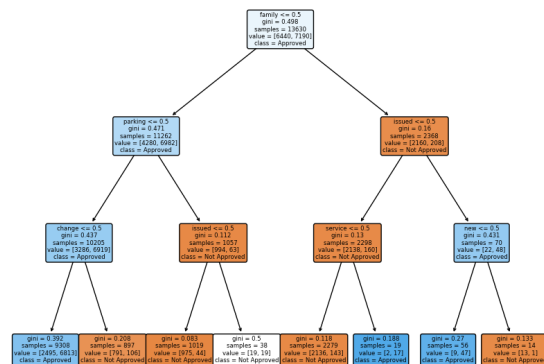 family <= 0.5
gini = 0.498
samples = 13630
value = [6440, 7190]
class = Approved
parking <= 0.5
gini = 0.471
samples = 11262
value = [4280, 6982]
class = Approved
issued <= 0.5
gini = 0.16
samples = 2368
value = [2160, 208]
class = Not Approved
change <= 0.5
gini = 0.437
samples = 10205
value = [3286, 6919]
class = Approved
issued <= 0.5
gini = 0.112
samples = 1057
value = [994, 63]
class = Not Approved
service <= 0.5
gini = 0.13
samples = 2298
value = [2138, 160]
class = Not Approved
new <= 0.5
gini = 0.431
samples = 70
value = [22, 48]
class = Approved
gini = 0.392
samples = 9308
value = [2495, 6813]
class = Approved
gini = 0.208
samples = 897
value = [791, 106]
class = Not Approved
gini = 0.083
samples = 1019
value = [975, 44]
class = Not Approved
gini = 0.5
samples = 38
value = [19, 19]
class = Not Approved
gini = 0.118
samples = 2279
value = [2136, 143]
class = Not Approved
gini = 0.188
samples = 19
value = [2, 17]
class = Approved
gini = 0.27
samples = 56
value = [9, 47]
class = Approved
gini = 0.133
samples = 14
value = [13, 1]
class = Not Approved